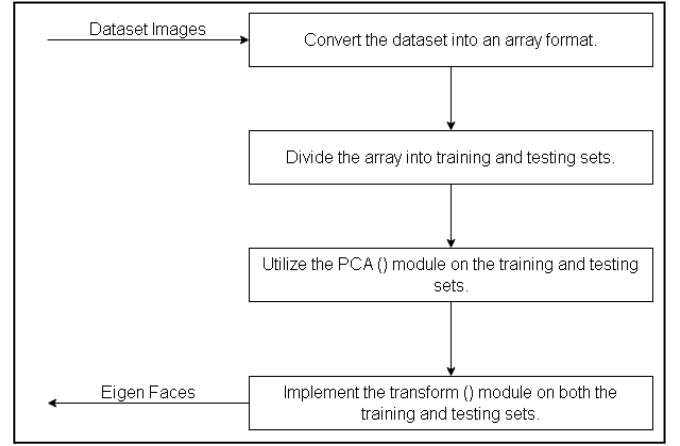 Dataset Images
Convert the dataset into an array format.
Divide the array into training and testing sets.
Utilize the PCA () module on the training and testing
sets.
Eigen Faces
Implement the transform () module on both the
training and testing sets.